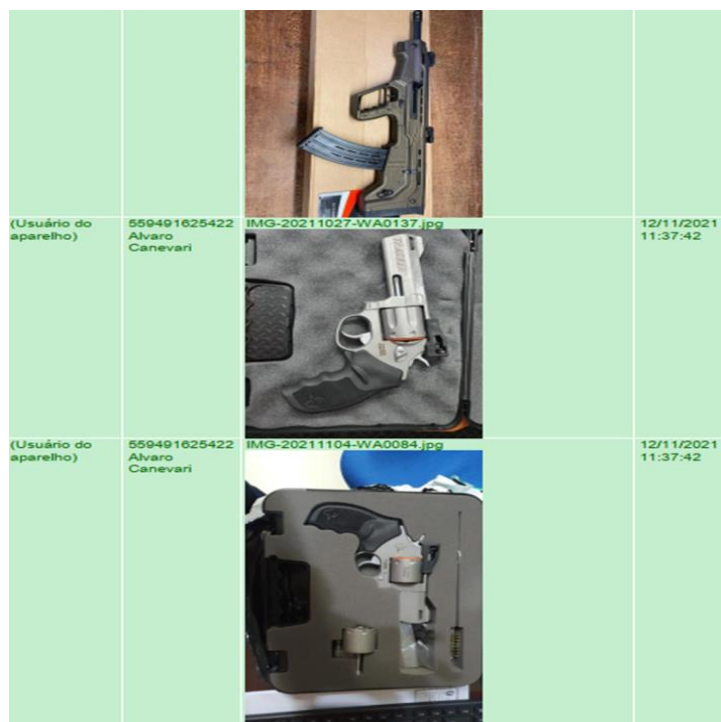 (Usuário do
aparelho)
559491625422
Alvaro
Canevari
IMG-20211027-WA0137.jpg
12/11/2021
11:37:42
TRACKER
(Usuário do
aparelho)
559491625422
Alvaro
Canevari
IMG-20211104-WA0084.jpg
12/11/2021
11:37:42